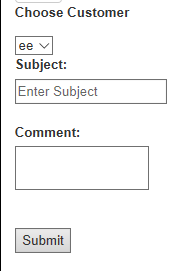 Choose Customer
ee
Subject:
Enter Subject
Comment:
Submit